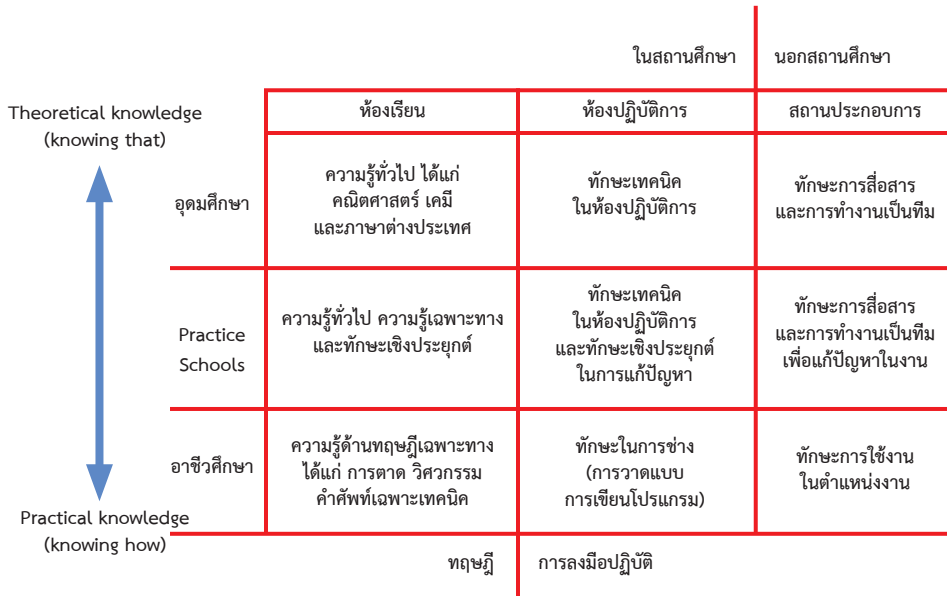 ในสถานศึกษา
นอกสถานศึกษา
Theoretical knowledge
(knowing that)
ห้องเรียน
ห้องปฏิบัติการ
สถานประกอบการ
อุดมศึกษา
ความรู้ทั่วไป ได้แก่
คณิตศาสตร์ เคมี
และภาษาต่างประเทศ
ทักษะเทคนิค
ในห้องปฏิบัติการ
ทักษะการสื่อสาร
และการทำงานเป็นทีม
Practice
Schools
ความรู้ทั่วไป ความรู้เฉพาะทาง
และทักษะเชิงประยุกต์
ทักษะเทคนิค
ในห้องปฏิบัติการ
และทักษะเชิงประยุกต์
ในการแก้ปัญหา
ทักษะการสื่อสาร
และการทำงานเป็นทีม
เพื่อแก้ปัญหาในงาน
อาชีวศึกษา
ความรู้ด้านทฤษฎีเฉพาะทาง
ได้แก่ การตาด วิศวกรรม
คำศัพท์เฉพาะเทคนิค
ทักษะในการช่าง
(การวาดแบบ
การเขียนโปรแกรม)
ทักษะการใช้งาน
ในตำแหน่งงาน
Practical knowledge
(knowing how)
ทฤษฎี
การลงมือปฏิบัติ